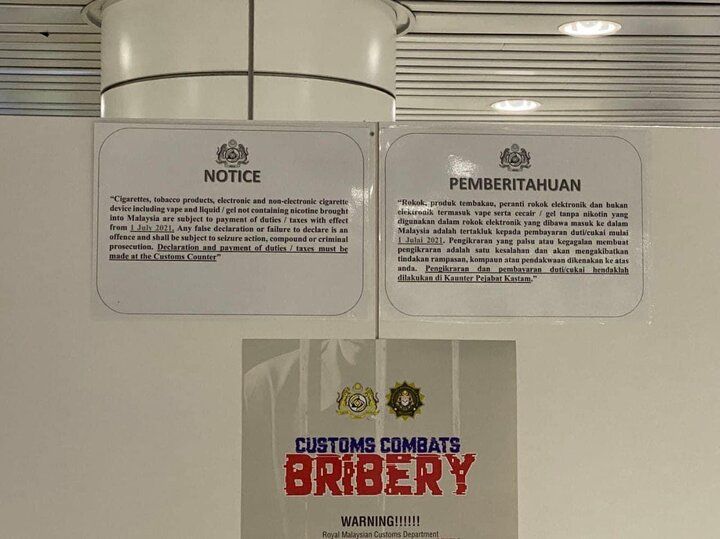 NOTICE
"Cigarettes, tobacco products, electronic and non-electronic cigarette
device including vape and liquid / gel not containing nicotine brought
into Malaysia are subject to payment of duties / taxes with effect
from 1 July 2021. Any false declaration or failure to declare is an
offence and shall be subject to seizure action, compound or criminal
prosecution. Declaration and payment of duties / taxes must be
made at the Customs Counter"
PEMBERITAHUAN
"Rokok, produk tembakau, peranti rokok elektronik dan bukan
elektronik termasuk vape serta cecair / gel tanpa nikotin yang
digunakan dalam rokok elektronik yang dibawa masuk ke dalam
Malaysia adalah tertakluk kepada pembayaran duti/cukai mulai
1 Julai 2021. Pengikraran yang palsu atau kegagalan membuat
pengikraran adalah satu kesalahan dan akan mengakibatkan
tindakan rampasan, kompaun atau pendakwaan dikenakan ke atas
anda. Pengikraran dan pembayaran duti/cukai hendaklah
dilakukan di Kaunter Pejabat Kastam."
CUSTOMS COMBATS
BRIBERY
WARNING!!!!!!
Royal Malaysian Customs Department